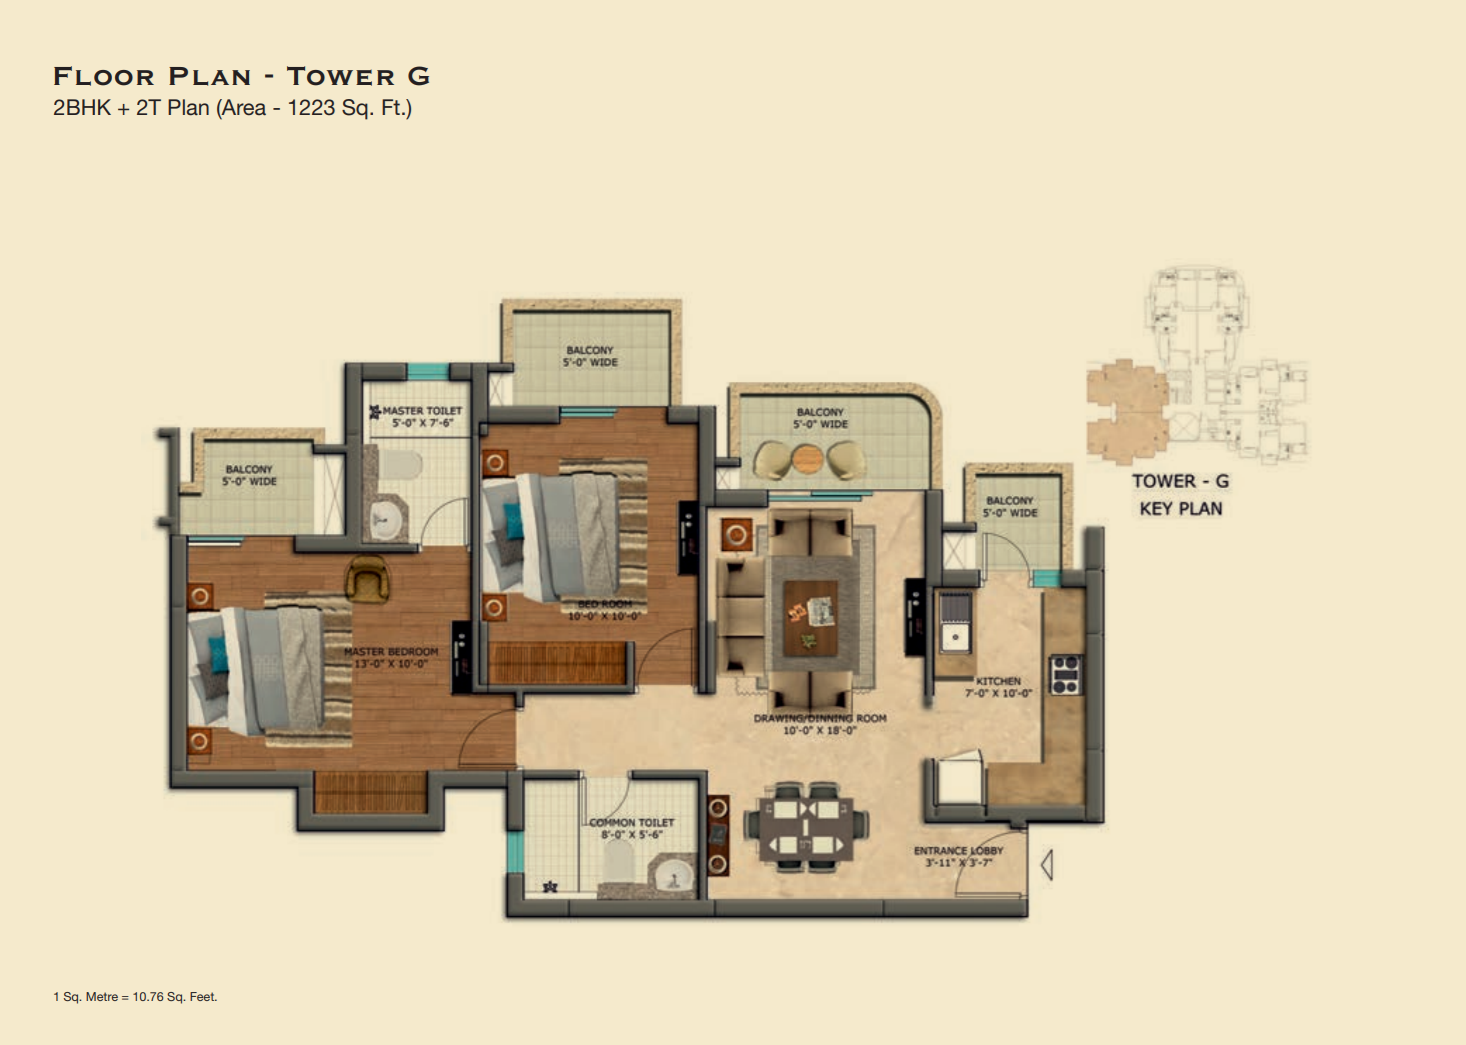 Floor Plan - Tower G
2BHK + 2T Plan (Area - 1223 Sq. Ft.)
BALCONY
5'-0" WIDE
MASTER TOILET
5'-0" X 7'-6"
BALCONY
5'-0" WIDE
BALCONY
5'-0" WIDE
BALCONY
5'-0" WIDE
TOWER - G
KEY PLAN
BED ROOM
10'-0" X 10'-0"
MASTER BEDROOM
13'-0" X 10'-0"
KITCHEN
7'-0" X 10'-0"
DRAWING/DINNING ROOM
10'-0" X 18'-0"
COMMON TOILET
8'-0" X 5'-6"
ENTRANCE LOBBY
3'-11" X 3'-7"
1 Sq. Metre = 10.76 Sq. Feet.